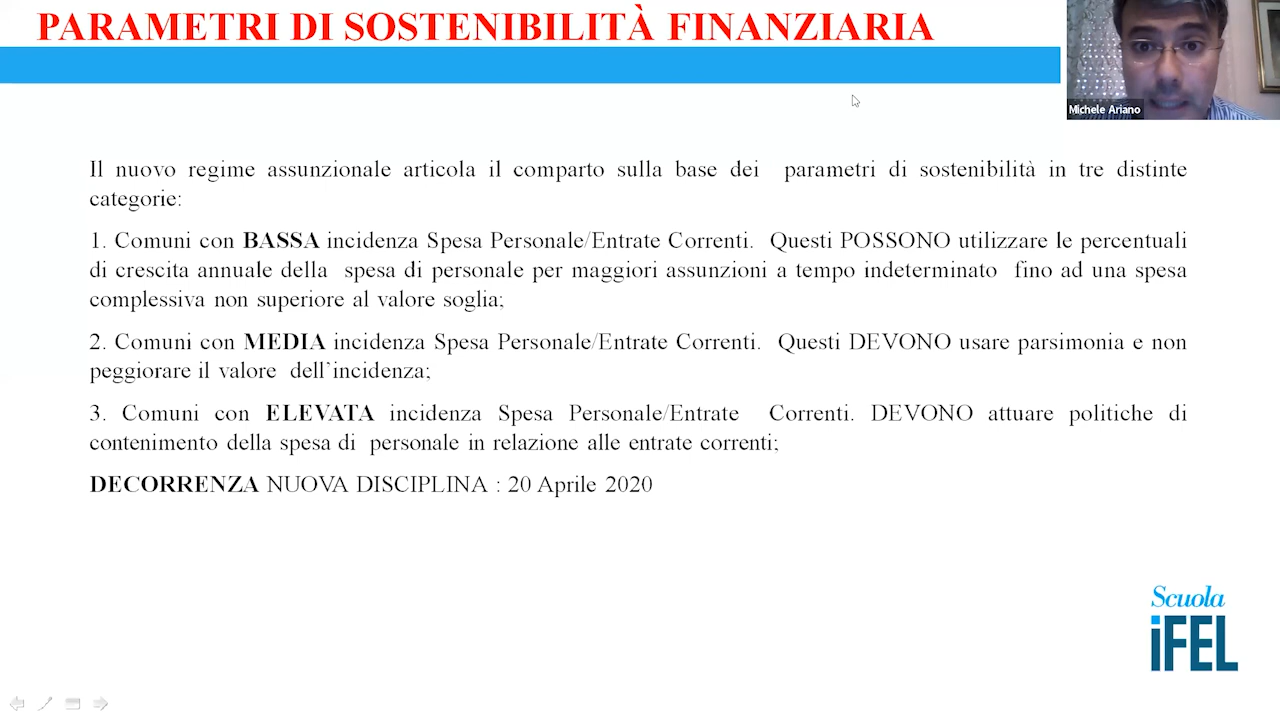 PARAMETRI DI SOSTENIBILITÀ FINANZIARIA
Michele Ariano
Il nuovo regime assunzionale articola il comparto sulla base dei parametri di sostenibilità in tre distinte
categorie:
1. Comuni con BASSA incidenza Spesa Personale/Entrate Correnti. Questi POSSONO utilizzare le percentuali
di crescita annuale della spesa di personale per maggiori assunzioni a tempo indeterminato fino ad una spesa
complessiva non superiore al valore soglia;
2. Comuni con MEDIA incidenza Spesa Personale/Entrate Correnti. Questi DEVONO usare parsimonia e non
peggiorare il valore dell'incidenza;
3. Comuni con ELEVATA incidenza Spesa Personale/Entrate Correnti. DEVONO attuare politiche di
contenimento della spesa di personale in relazione alle entrate correnti;
DECORRENZA NUOVA DISCIPLINA : 20 Aprile 2020
Scuola
iFEL